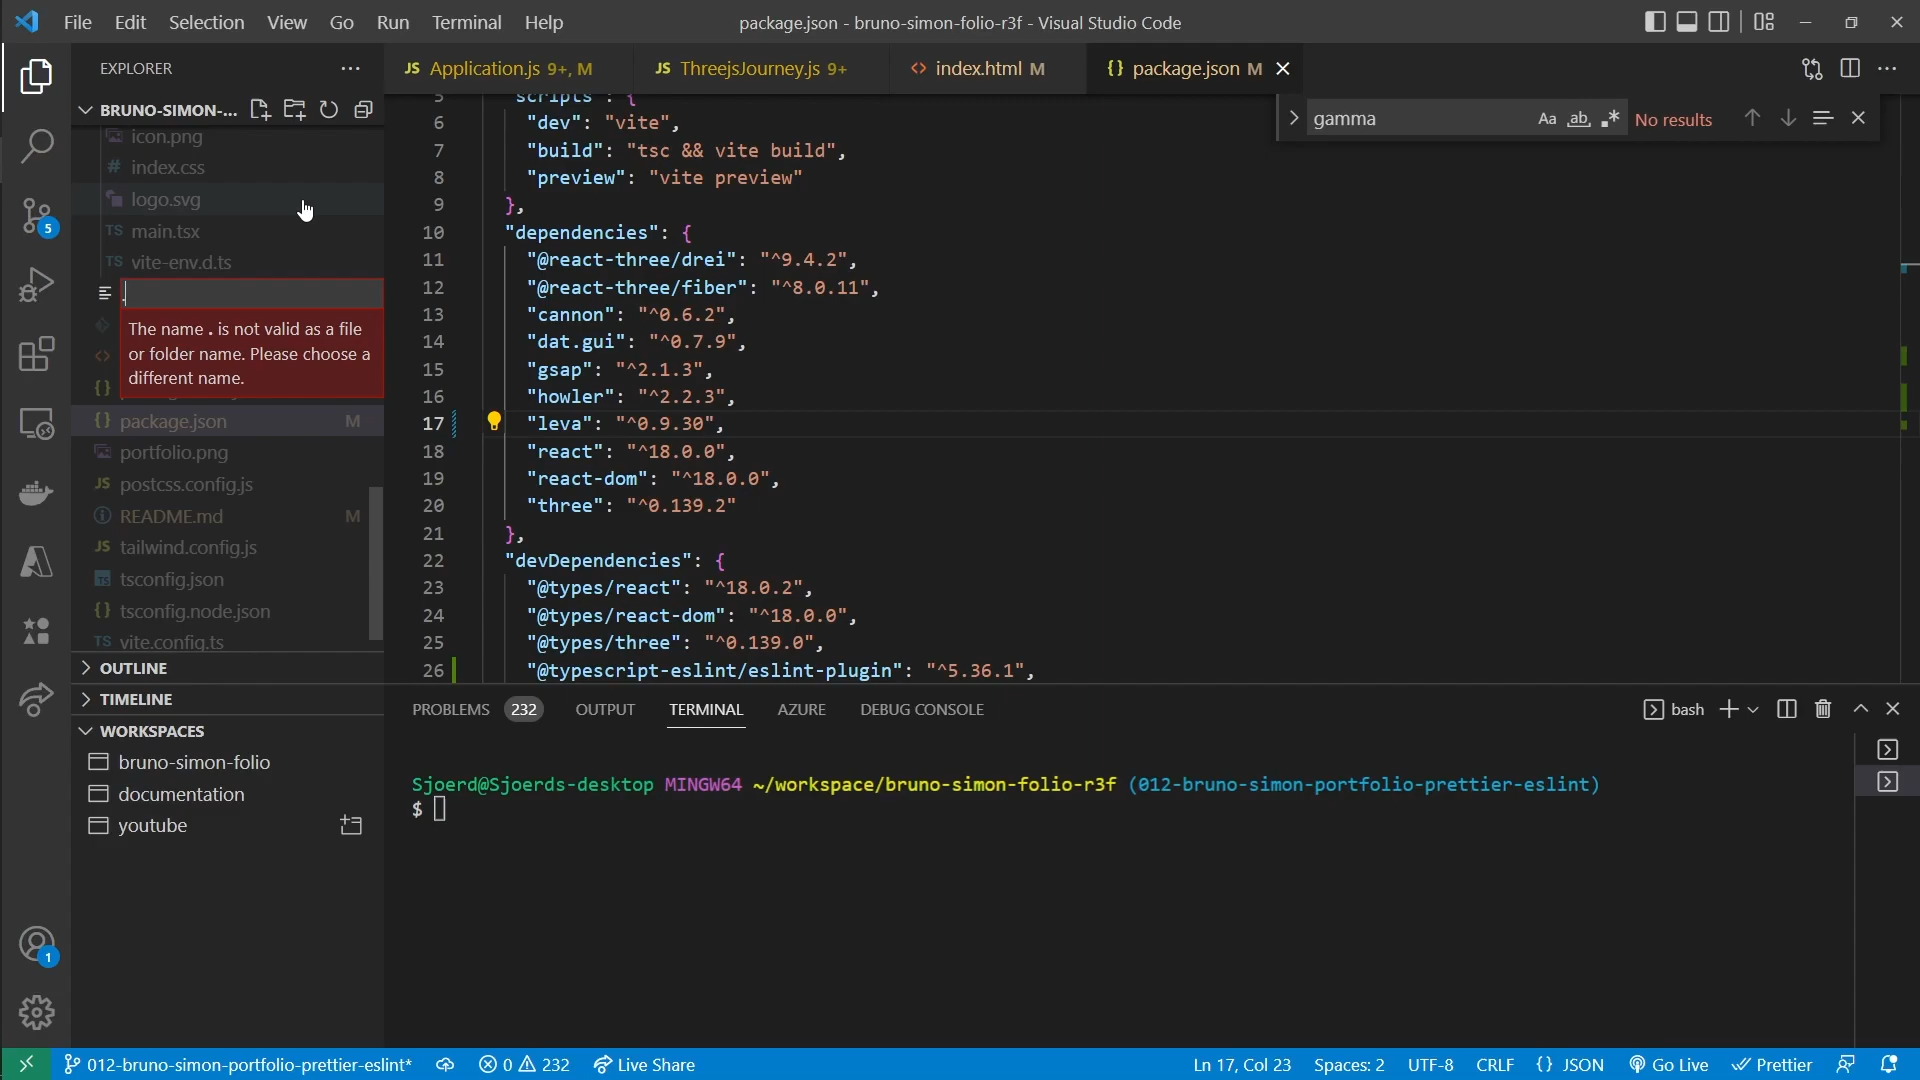 File Edit Selection View Go Run Terminal Help
package.json - bruno-simon-folio-r3f - Visual Studio Code
EXPLORER
BRUNO-SIMON-...
icon.png
index.css
logo.svg
main.tsx
vite-env.d.ts
.
The name . is not valid as a file
or folder name. Please choose a
different name.
package.json M
portfolio.png
postcss.config.js
README.md M
tailwind.config.js
tsconfig.json
tsconfig.node.json
vite.config.ts
OUTLINE
TIMELINE
WORKSPACES
bruno-simon-folio
documentation
youtube
5
1
Application.js 9+, M
ThreejsJourney.js 9+
index.html M
package.json M
gamma
Aa ab No results
5 "scripts": {
6 "dev": "vite",
7 "build": "tsc && vite build",
8 "preview": "vite preview"
9 },
10 "dependencies": {
11 "@react-three/drei": "^9.4.2",
12 "@react-three/fiber": "^8.0.11",
13 "cannon": "^0.6.2",
14 "dat.gui": "^0.7.9",
15 "gsap": "^2.1.3",
16 "howler": "^2.2.3",
17 "leva": "^0.9.30",
18 "react": "^18.0.0",
19 "react-dom": "^18.0.0",
20 "three": "^0.139.2"
21 },
22 "devDependencies": {
23 "@types/react": "^18.0.2",
24 "@types/react-dom": "^18.0.0",
25 "@types/three": "^0.139.0",
26 "@typescript-eslint/eslint-plugin": "^5.36.1",
PROBLEMS 232 OUTPUT TERMINAL AZURE DEBUG CONSOLE
bash
Sjoerd@Sjoerds-desktop MINGW64 ~/workspace/bruno-simon-folio-r3f (012-bruno-simon-portfolio-prettier-eslint)
$
012-bruno-simon-portfolio-prettier-eslint* 0 232 Live Share
Ln 17, Col 23 Spaces: 2 UTF-8 CRLF {} JSON Go Live Prettier